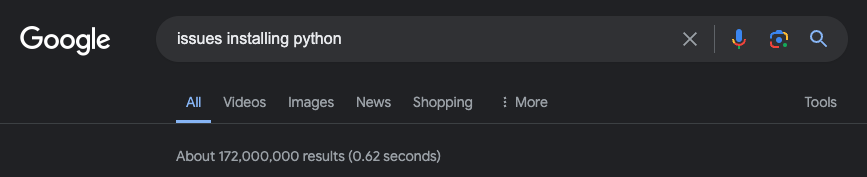 Google
issues installing python
All Videos Images News Shopping More Tools
About 172,000,000 results (0.62 seconds)